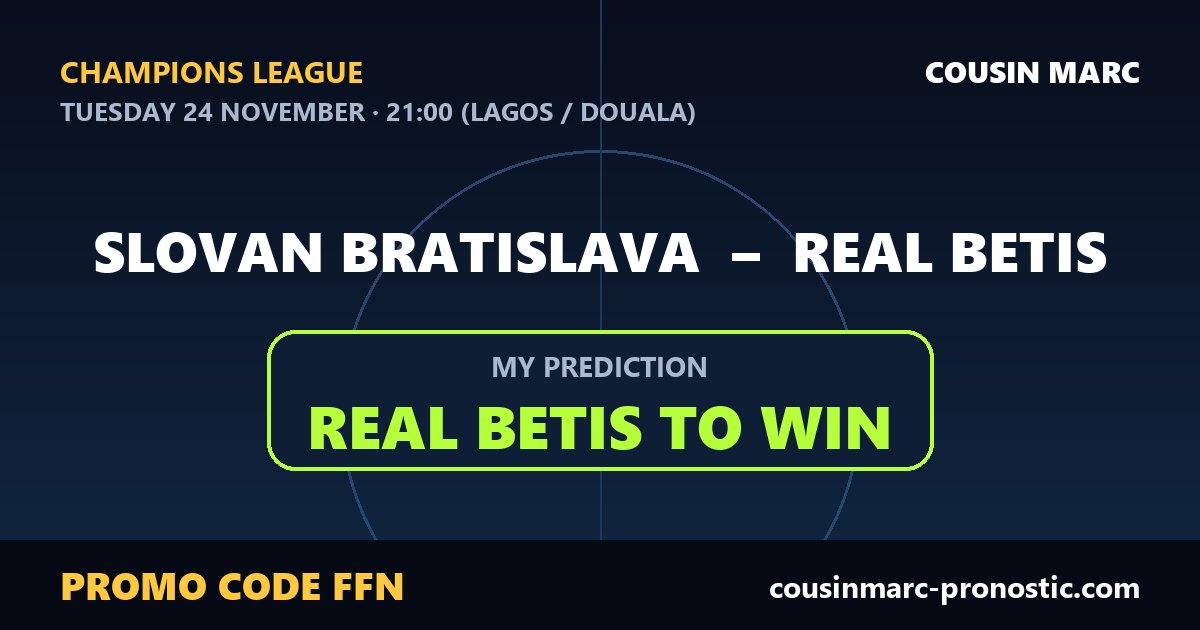 CHAMPIONS LEAGUE
COUSIN MARC
TUESDAY 24 NOVEMBER · 21:00 (LAGOS / DOUALA)
SLOVAN BRATISLAVA – REAL BETIS
MY PREDICTION
REAL BETIS TO WIN
PROMO CODE FFN
cousinmarc-pronostic.com